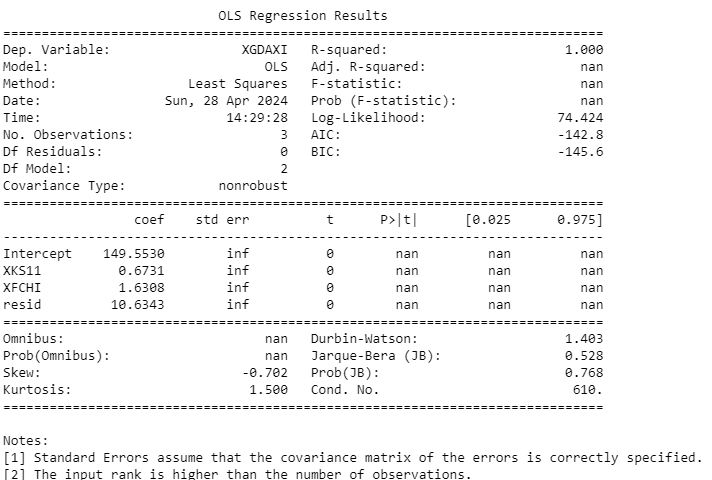 OLS Regression Results
==============================================================================
Dep. Variable: XGDAXI R-squared: 1.000
Model: OLS Adj. R-squared: nan
Method: Least Squares F-statistic: nan
Date: Sun, 28 Apr 2024 Prob (F-statistic): nan
Time: 14:29:28 Log-Likelihood: 74.424
No. Observations: 3 AIC: -142.8
Df Residuals: 0 BIC: -145.6
Df Model: 2
Covariance Type: nonrobust
==============================================================================
coef std err t P>|t| [0.025 0.975]
------------------------------------------------------------------------------
Intercept 149.5530 inf 0 nan nan nan
XKS11 0.6731 inf 0 nan nan nan
XFCHI 1.6308 inf 0 nan nan nan
resid 10.6343 inf 0 nan nan nan
==============================================================================
Omnibus: nan Durbin-Watson: 1.403
Prob(Omnibus): nan Jarque-Bera (JB): 0.528
Skew: -0.702 Prob(JB): 0.768
Kurtosis: 1.500 Cond. No. 610.
==============================================================================
Notes:
[1] Standard Errors assume that the covariance matrix of the errors is correctly specified.
[2] The input rank is higher than the number of observations.